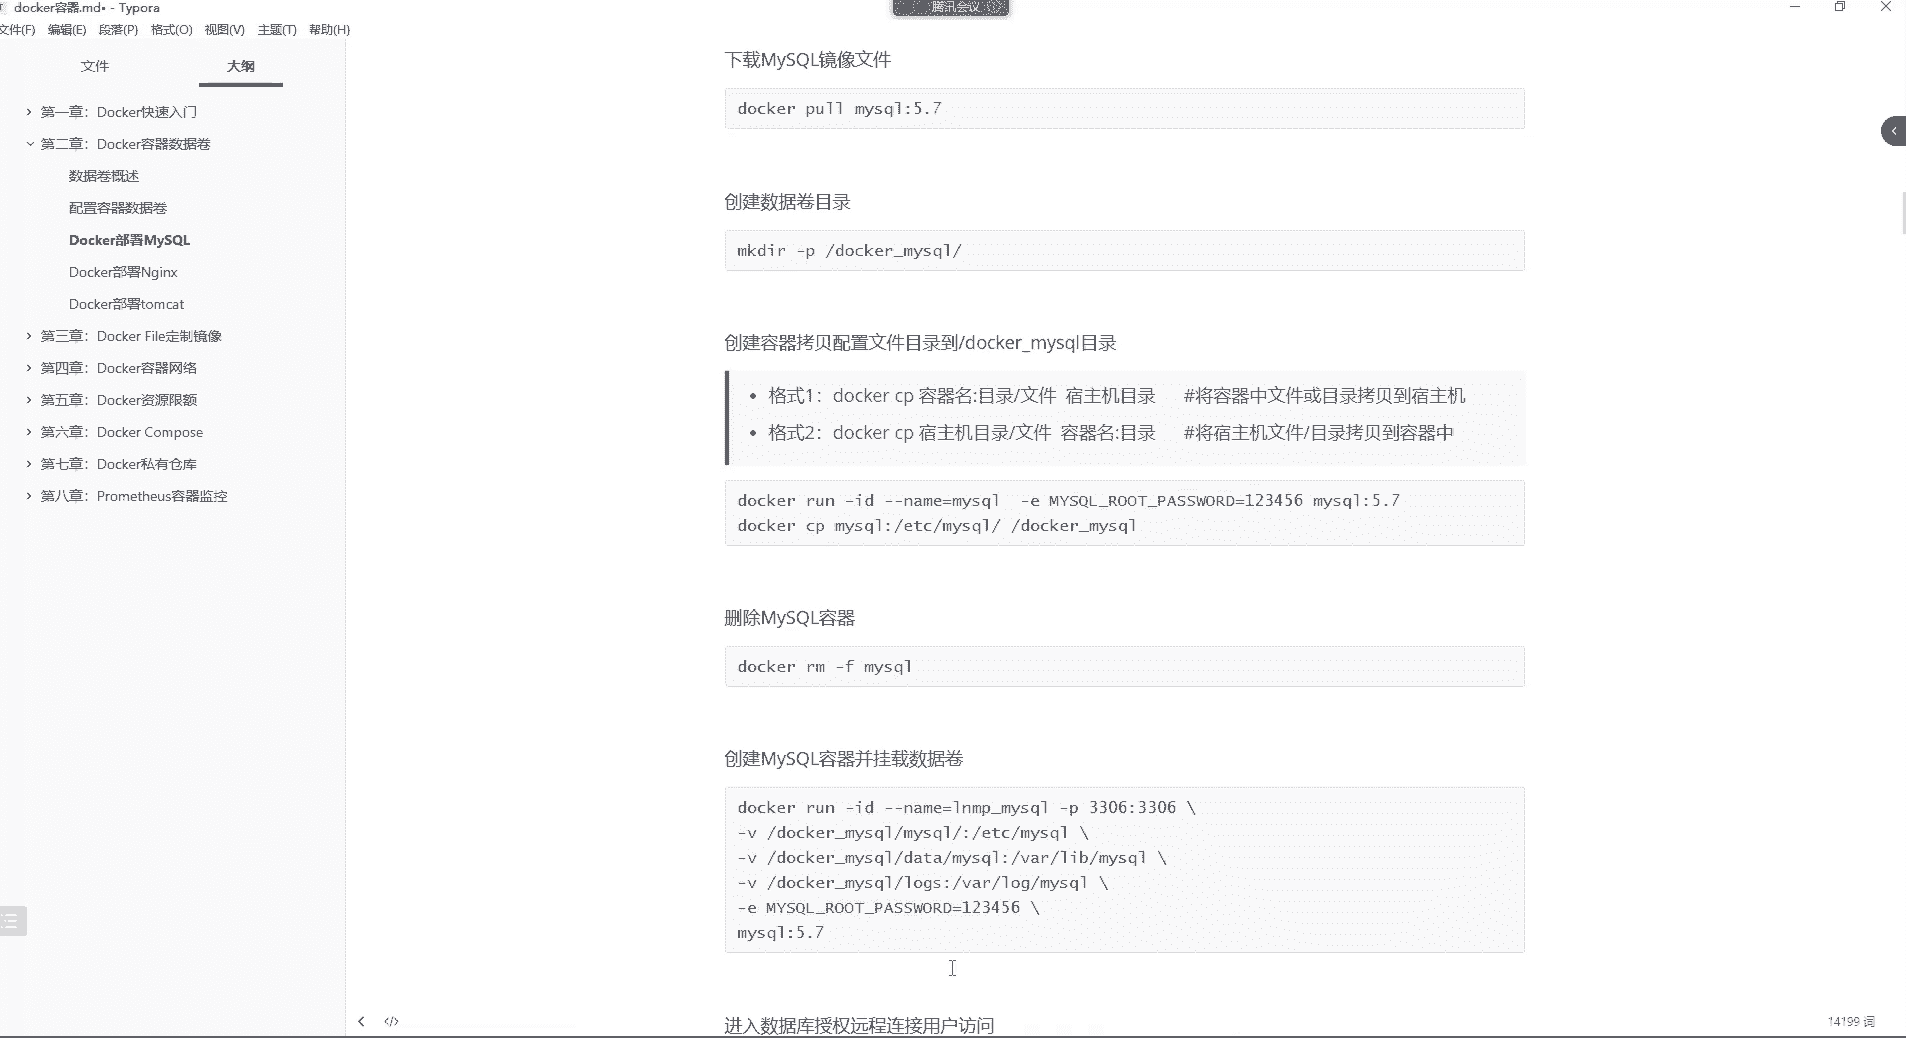 docker容器.md• - Typora
腾讯会议
文件(F) 编辑(E) 段落(P) 格式(O) 视图(V) 主题(T) 帮助(H)
文件 大纲
第一章：Docker快速入门
第二章：Docker容器数据卷
数据卷概述
配置容器数据卷
Docker部署MySQL
Docker部署Nginx
Docker部署tomcat
第三章：Docker File定制镜像
第四章：Docker容器网络
第五章：Docker资源限额
第六章：Docker Compose
第七章：Docker私有仓库
第八章：Prometheus容器监控
下载MySQL镜像文件
docker pull mysql:5.7
创建数据卷目录
mkdir -p /docker_mysql/
创建容器拷贝配置文件目录到/docker_mysql目录
• 格式1：docker cp 容器名:目录/文件 宿主机目录 #将容器中文件或目录拷贝到宿主机
• 格式2：docker cp 宿主机目录/文件 容器名:目录 #将宿主机文件/目录拷贝到容器中
docker run -id --name=mysql -e MYSQL_ROOT_PASSWORD=123456 mysql:5.7
docker cp mysql:/etc/mysql/ /docker_mysql
删除MySQL容器
docker rm -f mysql
创建MySQL容器并挂载数据卷
docker run -id --name=lnmp_mysql -p 3306:3306 \
-v /docker_mysql/mysql/:/etc/mysql \
-v /docker_mysql/data/mysql:/var/lib/mysql \
-v /docker_mysql/logs:/var/log/mysql \
-e MYSQL_ROOT_PASSWORD=123456 \
mysql:5.7
进入数据库授权远程连接用户访问
14199 词